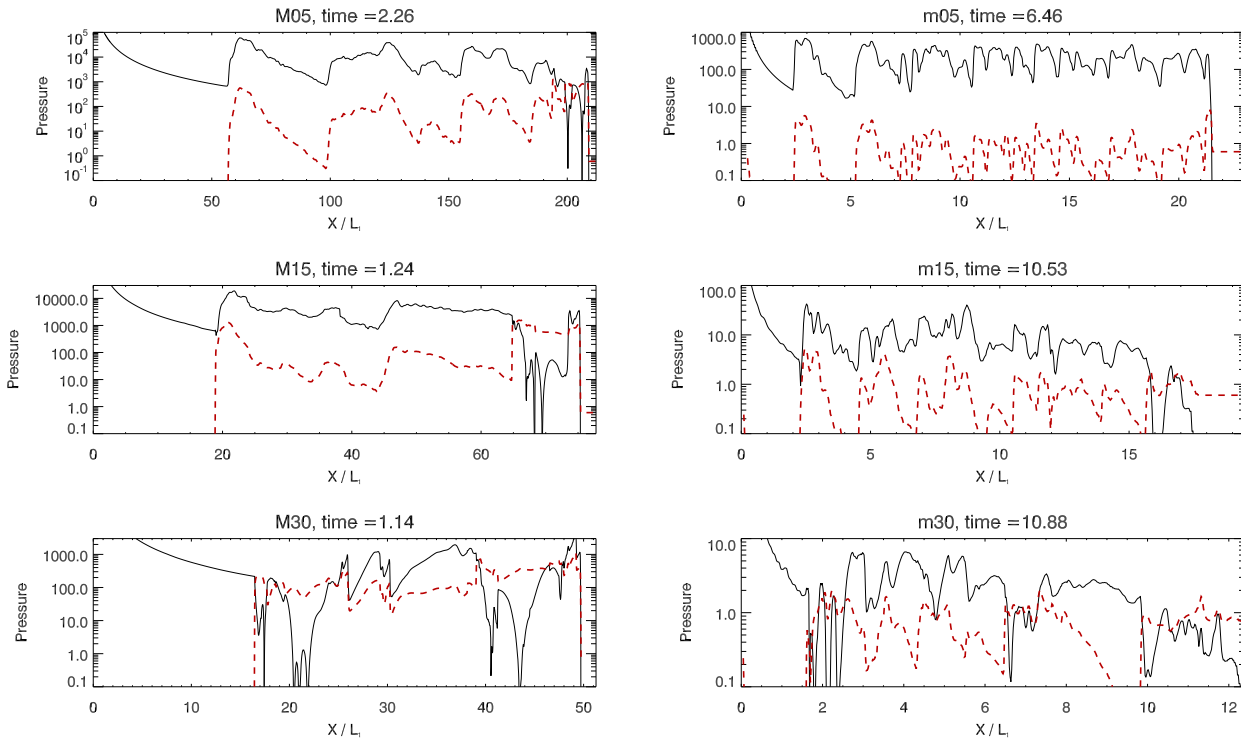 M05, time =2.26
m05, time =6.46
Pressure
10⁵
10⁴
10³
10²
10¹
10⁰
10⁻¹
0 50 100 150 200
X / Lⱼ
Pressure
1000.0
100.0
10.0
1.0
0.1
0 5 10 15 20
X / Lⱼ
M15, time =1.24
m15, time =10.53
Pressure
10000.0
1000.0
100.0
10.0
1.0
0.1
0 20 40 60
X / Lⱼ
Pressure
100.0
10.0
1.0
0.1
0 5 10 15
X / Lⱼ
M30, time =1.14
m30, time =10.88
Pressure
1000.0
100.0
10.0
1.0
0.1
0 10 20 30 40 50
X / Lⱼ
Pressure
10.0
1.0
0.1
0 2 4 6 8 10 12
X / Lⱼ